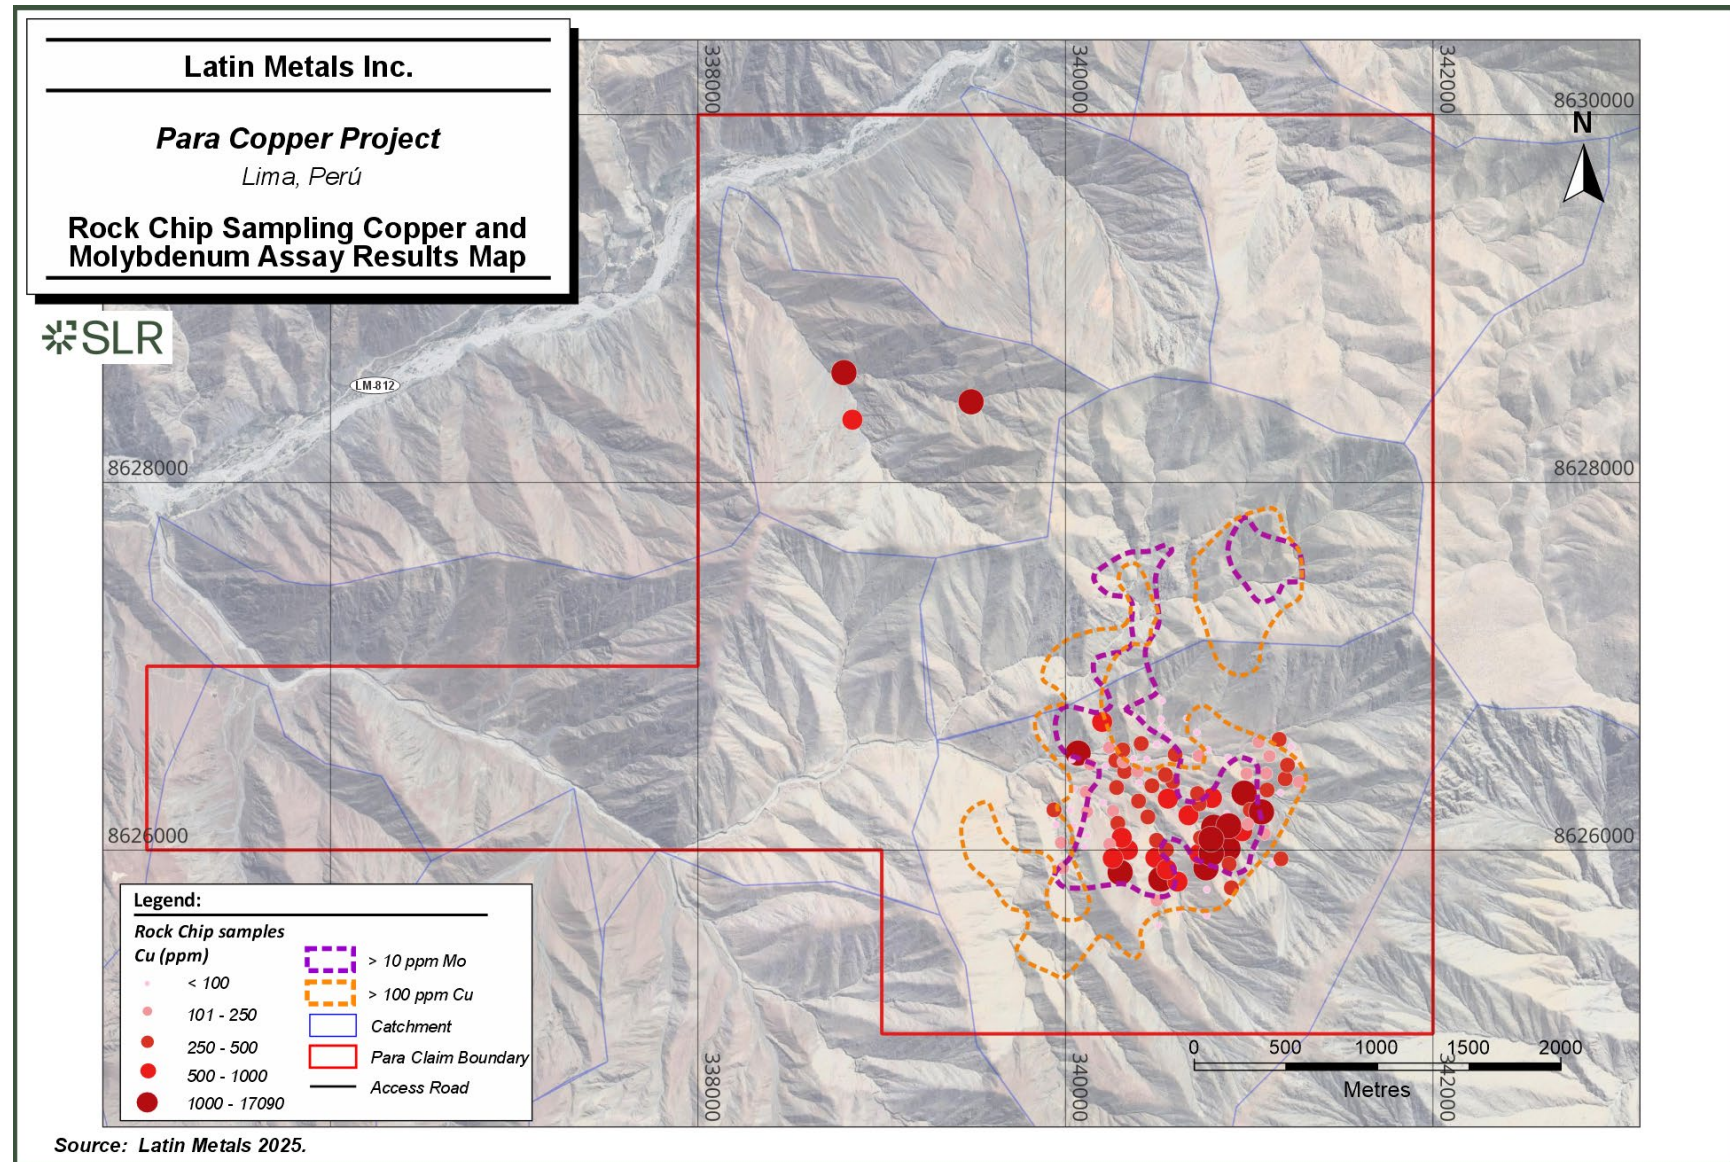 Latin Metals Inc.
Para Copper Project
Lima, Perú
Rock Chip Sampling Copper and
Molybdenum Assay Results Map
SLR
338000
340000
342000
8630000
N
LM-812
8628000
8628000
8626000
8626000
Legend:
Rock Chip samples
Cu (ppm)
< 100
101 - 250
250 - 500
500 - 1000
1000 - 17090
> 10 ppm Mo
> 100 ppm Cu
Catchment
Para Claim Boundary
Access Road
338000
340000
342000
0 500 1000 1500 2000
Metres
Source: Latin Metals 2025.